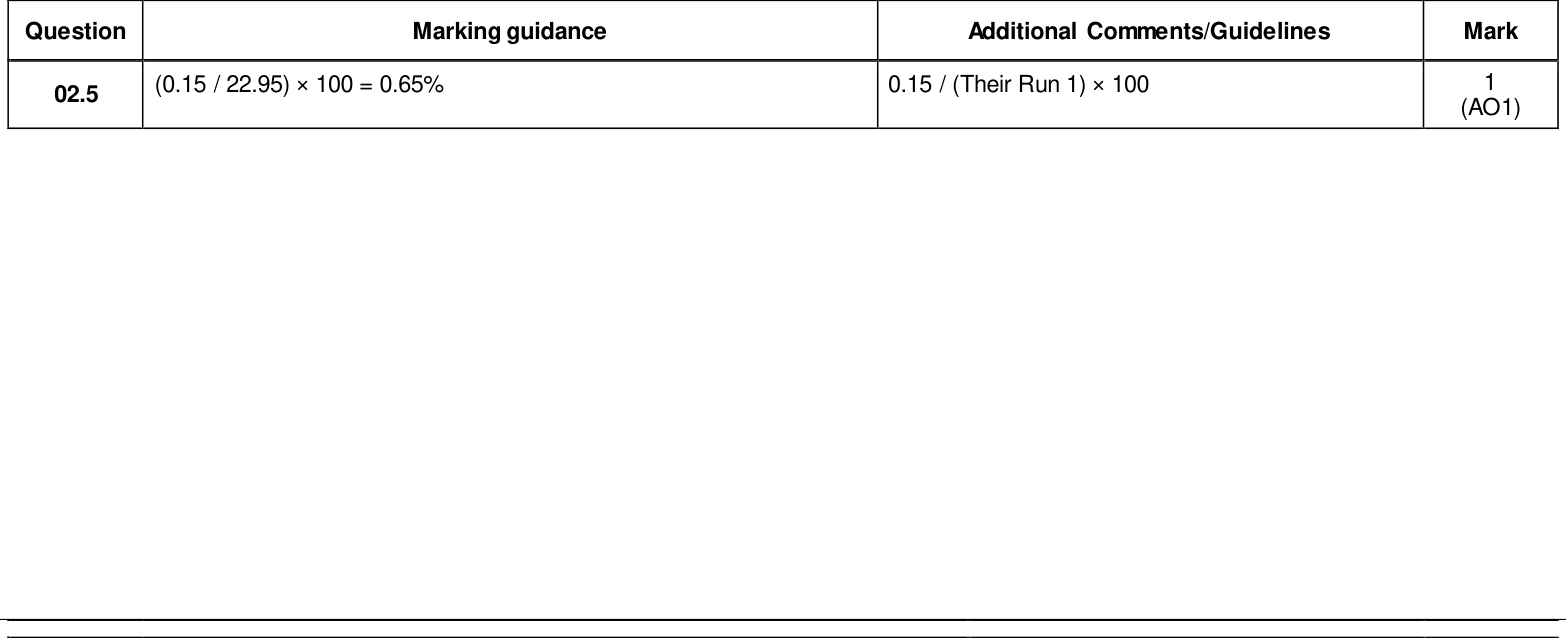 Question Marking guidance Additional Comments/Guidelines Mark
02.5 (0.15 / 22.95) × 100 = 0.65% 0.15 / (Their Run 1) × 100 1
(AO1)